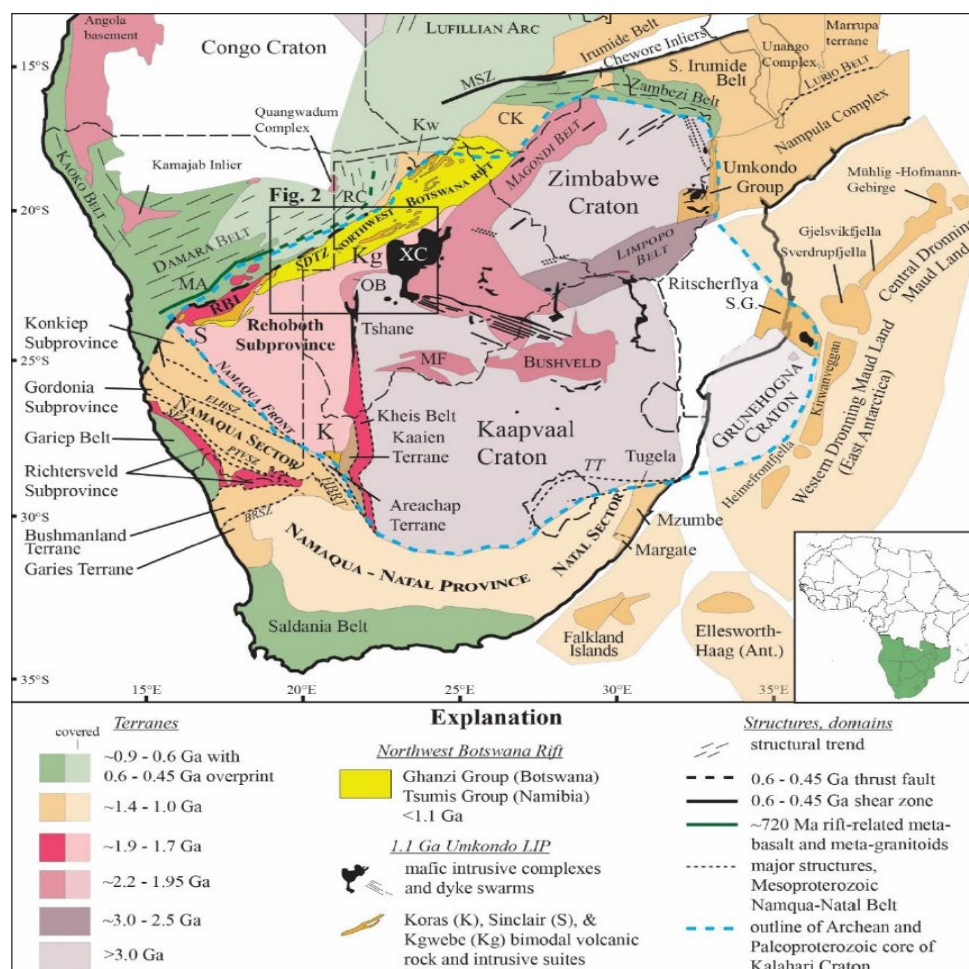 Angola
basement
Congo Craton
LUFILLIAN ARC
Irumide Belt
Chewore Inliers
Unango
Complex
Marrupa
terrane
S. Irumide
Belt
LURIO BELT
MSZ
Zambezi Belt
Nampula Complex
15°S
Quangwadum
Complex
Kw
CK
KAOKO BELT
Kamajab Inlier
MAGONDI BELT
Zimbabwe
Craton
Umkondo
Group
Mühlig -Hofmann-
Gebirge
20°S
Fig. 2
RC
NORTHWEST BOTSWANA RIFT
SDTZ
DAMARA BELT
Gjelsvikfjella
Sverdrupfjella
Central Dronning
Maud Land
MA
RBI
Kg
XC
OB
LIMPOPO
BELT
Ritscherflya
S.G.
Konkiep
Subprovince
S
Rehoboth
Subprovince
Tshane
25°S
MF
BUSHVELD
Kirwanveggan
GRUNEHOGNA
CRATON
Western Dronning Maud Land
(East Antarctica)
Gordonia
Subprovince
NAMAQUA FRONT
ELHSZ
NAMAQUA SECTOR
Gariep Belt
Kheis Belt
Kaaien
Terrane
K
Kaapvaal
Craton
Heimefrontfjella
Richtersveld
Subprovince
TT
Tugela
Areachap
Terrane
30°S
Bushmanland
Terrane
BRSZ
Garies Terrane
NATAL SECTOR
Mzumbe
Margate
NAMAQUA - NATAL PROVINCE
Saldania Belt
Falkland
Islands
Ellesworth-
Haag (Ant.)
35°S
15°E
20°E
25°E
30°E
35°E
Terranes
covered
~0.9 - 0.6 Ga with
0.6 - 0.45 Ga overprint
~1.4 - 1.0 Ga
~1.9 - 1.7 Ga
~2.2 - 1.95 Ga
~3.0 - 2.5 Ga
>3.0 Ga
Explanation
Northwest Botswana Rift
Ghanzi Group (Botswana)
Tsumis Group (Namibia)
<1.1 Ga
1.1 Ga Umkondo LIP
mafic intrusive complexes
and dyke swarms
Koras (K), Sinclair (S), &
Kgwebe (Kg) bimodal volcanic
rock and intrusive suites
Structures, domains
structural trend
0.6 - 0.45 Ga thrust fault
0.6 - 0.45 Ga shear zone
~720 Ma rift-related meta-
basalt and meta-granitoids
major structures,
Mesoproterozoic
Namqua-Natal Belt
outline of Archean and
Paleoproterozoic core of
Kalahari Craton